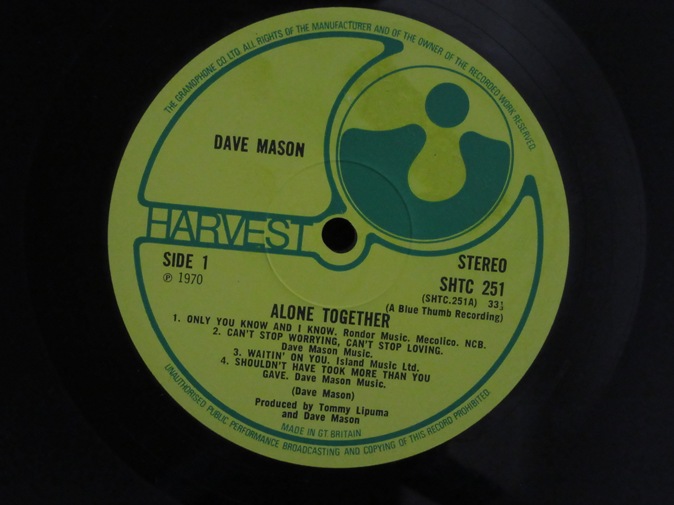 THE GRAMOPHONE CO LTD. ALL RIGHTS OF THE MANUFACTURER AND OF THE OWNER OF THE RECORDED WORK RESERVED.
DAVE MASON
HARVEST
SIDE 1
℗ 1970
STEREO
SHTC 251
(SHTC.251A) 33⅓
(A Blue Thumb Recording)
ALONE TOGETHER
1. ONLY YOU KNOW AND I KNOW. Rondor Music. Mecolico. NCB.
2. CAN'T STOP WORRYING, CAN'T STOP LOVING.
Dave Mason Music.
3. WAITIN' ON YOU. Island Music Ltd.
4. SHOULDN'T HAVE TOOK MORE THAN YOU
GAVE. Dave Mason Music.
(Dave Mason)
Produced by Tommy Lipuma
and Dave Mason
MADE IN GT BRITAIN
UNAUTHORISED PUBLIC PERFORMANCE BROADCASTING AND COPYING OF THIS RECORD PROHIBITED.